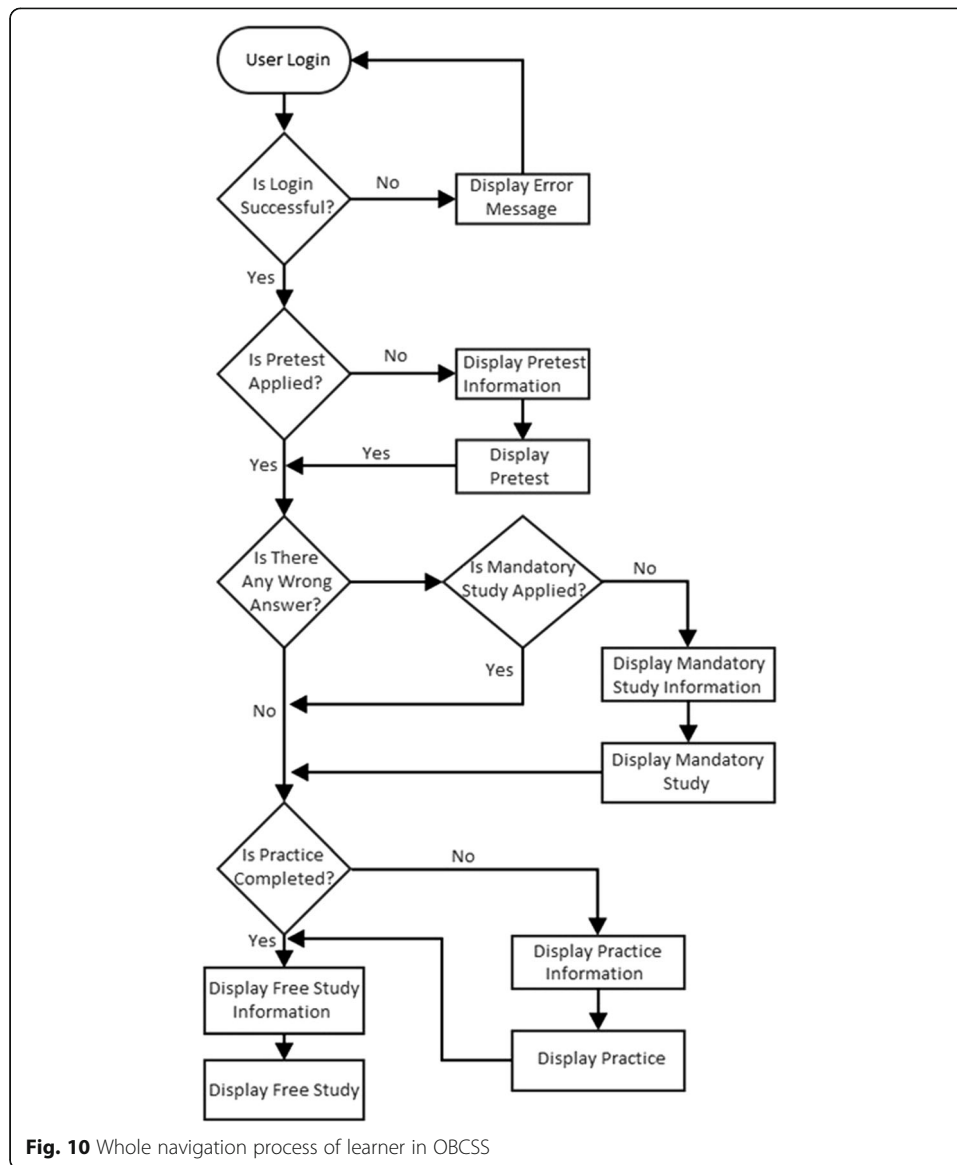 User Login
Is Login
Successful?
No
Display Error
Message
Yes
Is Pretest
Applied?
No
Display Pretest
Information
Yes
Yes
Display
Pretest
Is There
Any Wrong
Answer?
Is Mandatory
Study Applied?
No
Yes
Display Mandatory
Study Information
No
Display Mandatory
Study
Is Practice
Completed?
No
Yes
Display Practice
Information
Display Free Study
Information
Display Practice
Display Free Study
Fig. 10 Whole navigation process of learner in OBCSS